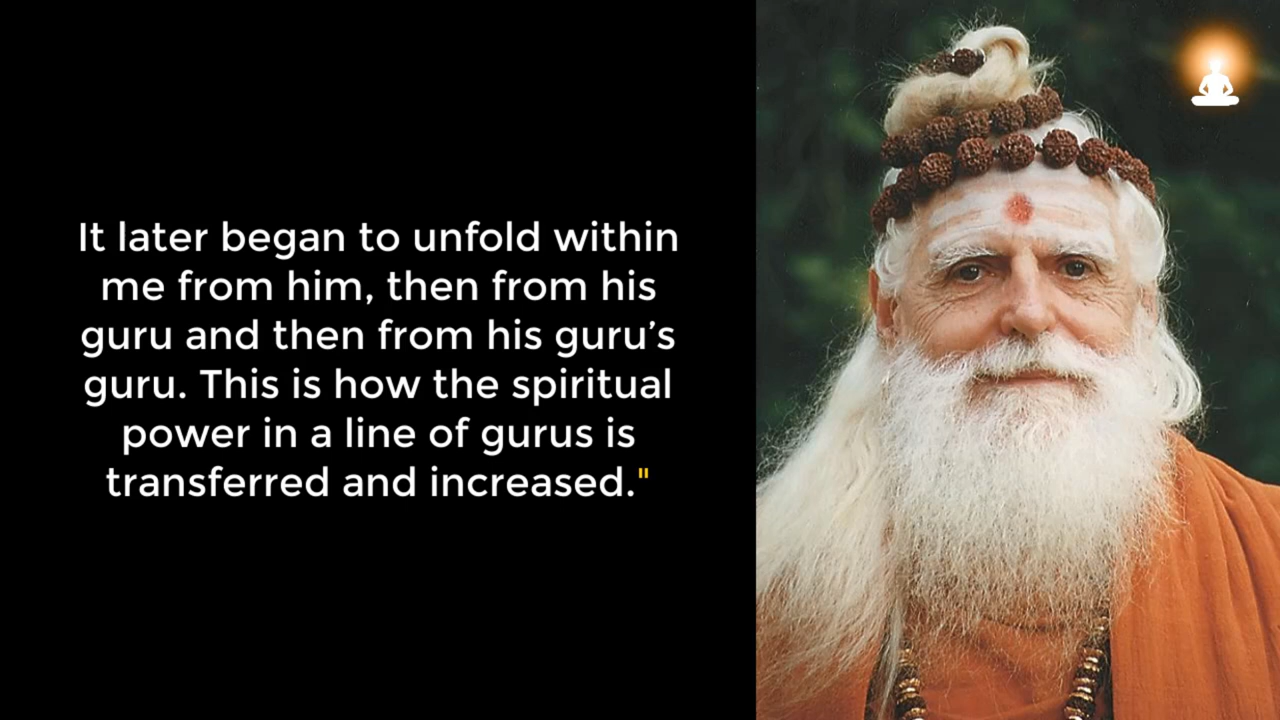 It later began to unfold within
me from him, then from his
guru and then from his guru’s
guru. This is how the spiritual
power in a line of gurus is
transferred and increased."